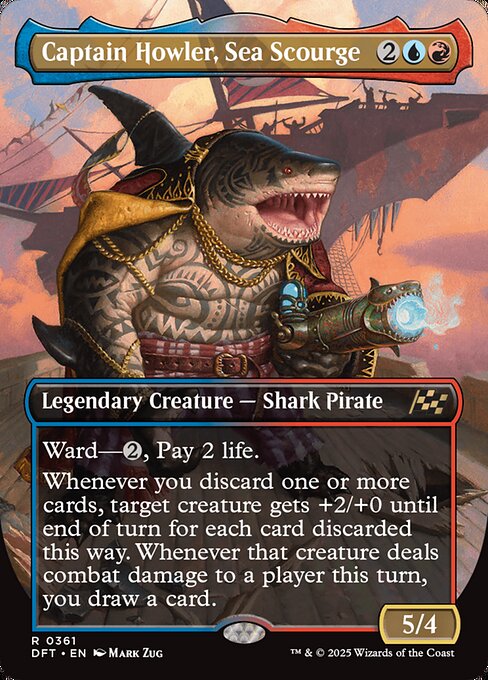 Captain Howler, Sea Scourge 2
Legendary Creature — Shark Pirate
Ward—2, Pay 2 life.
Whenever you discard one or more
cards, target creature gets +2/+0 until
end of turn for each card discarded
this way. Whenever that creature deals
combat damage to a player this turn,
you draw a card.
5/4
R 0361
DFT • EN Mark Zug
™ & © 2025 Wizards of the Coast